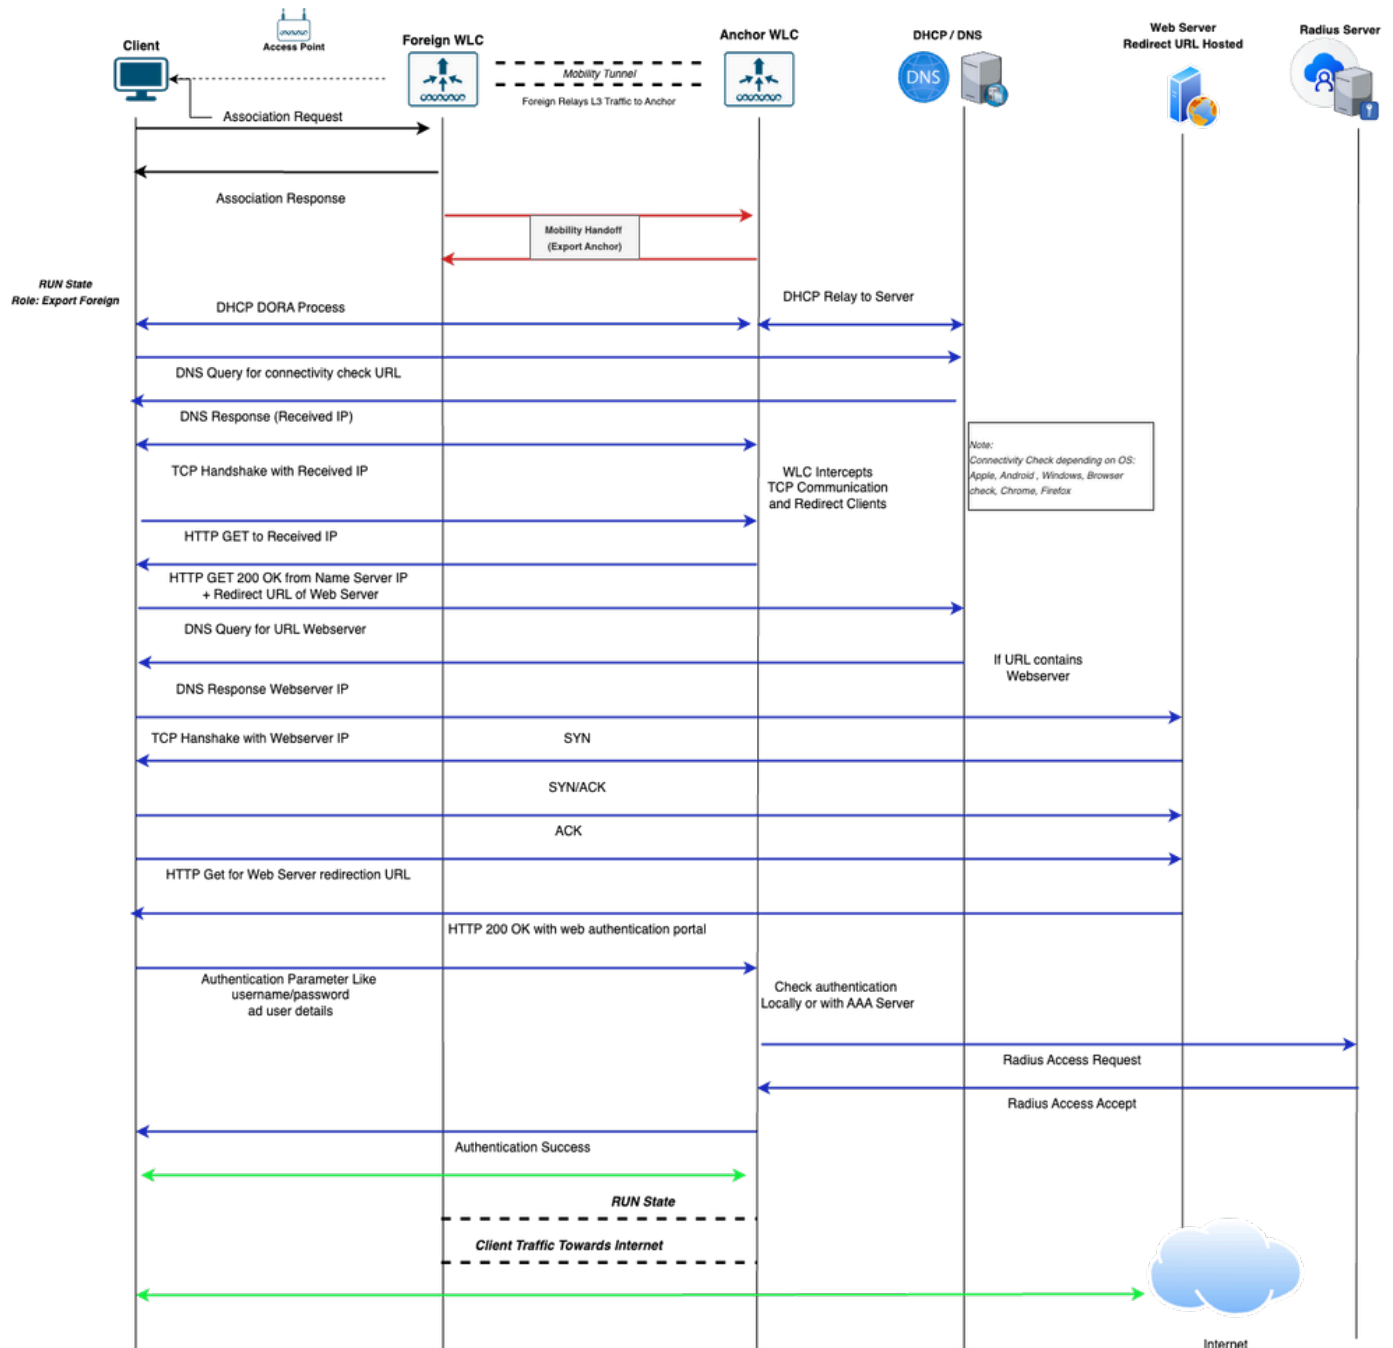 Client
Access Point
Foreign WLC
Anchor WLC
DHCP / DNS
Web Server
Redirect URL Hosted
Radius Server
DNS
Mobility Tunnel
Foreign Relays L3 Traffic to Anchor
Association Request
Association Response
Mobility Handoff
(Export Anchor)
RUN State
Role: Export Foreign
DHCP DORA Process
DHCP Relay to Server
DNS Query for connectivity check URL
DNS Response (Received IP)
TCP Handshake with Received IP
WLC Intercepts
TCP Communication
and Redirect Clients
Note:
Connectivity Check depending on OS:
Apple, Android , Windows, Browser
check, Chrome, Firefox
HTTP GET to Received IP
HTTP GET 200 OK from Name Server IP
+ Redirect URL of Web Server
DNS Query for URL Webserver
If URL contains
Webserver
DNS Response Webserver IP
TCP Hanshake with Webserver IP
SYN
SYN/ACK
ACK
HTTP Get for Web Server redirection URL
HTTP 200 OK with web authentication portal
Authentication Parameter Like
username/password
ad user details
Check authentication
Locally or with AAA Server
Radius Access Request
Radius Access Accept
Authentication Success
RUN State
Client Traffic Towards Internet
Internet